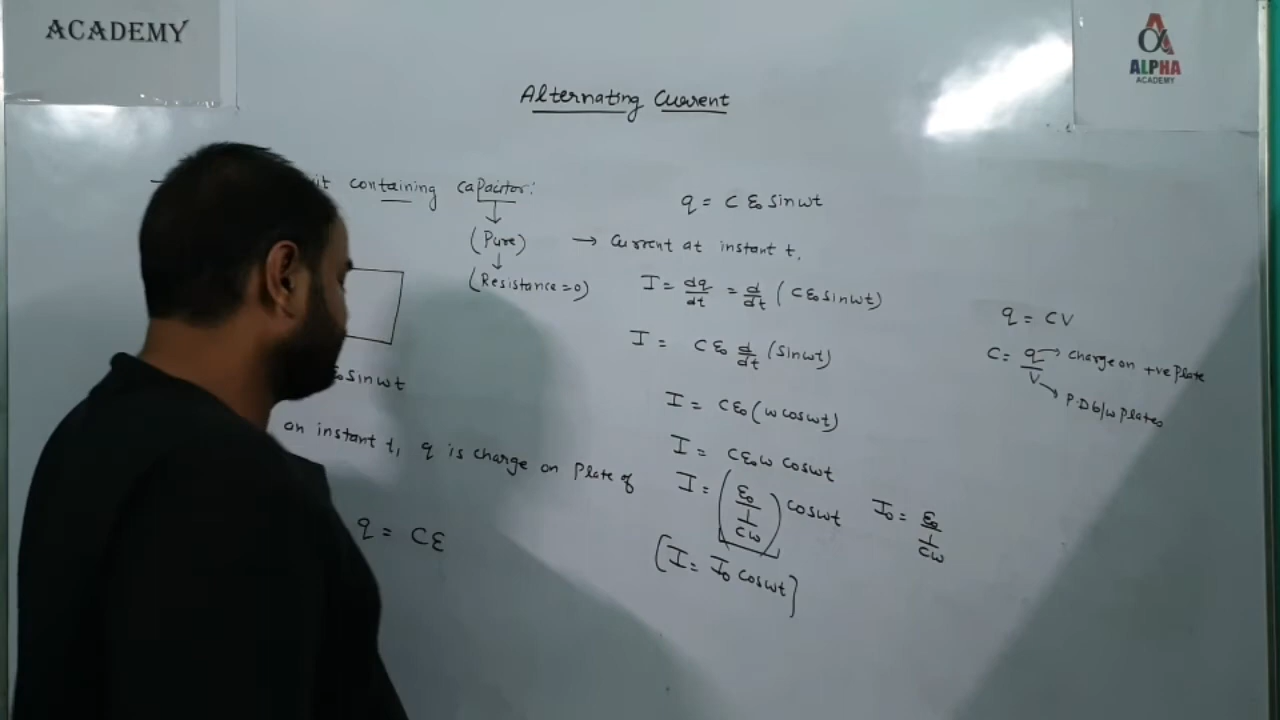 ACADEMY
ALPHA
ACADEMY
Alternating Current
containing capacitor:
(Pure)
(Resistance=0)
q = C ℰ₀ sinωt
→ Current at instant t,
I = dq/dt = d/dt (Cℰ₀sinωt)
I = Cℰ₀ d/dt (sinωt)
I = Cℰ₀(ω cosωt)
I = Cℰ₀ω cosωt
I = (ℰ₀/(1/Cω)) cosωt
I₀ = ℰ₀/(1/Cω)
[I = I₀ cosωt]
q = CV
C = q/V
→ Charge on +ve Plate
→ P.D b/w plates
sinωt
on instant t, q is charge on Plate of
q = Cℰ